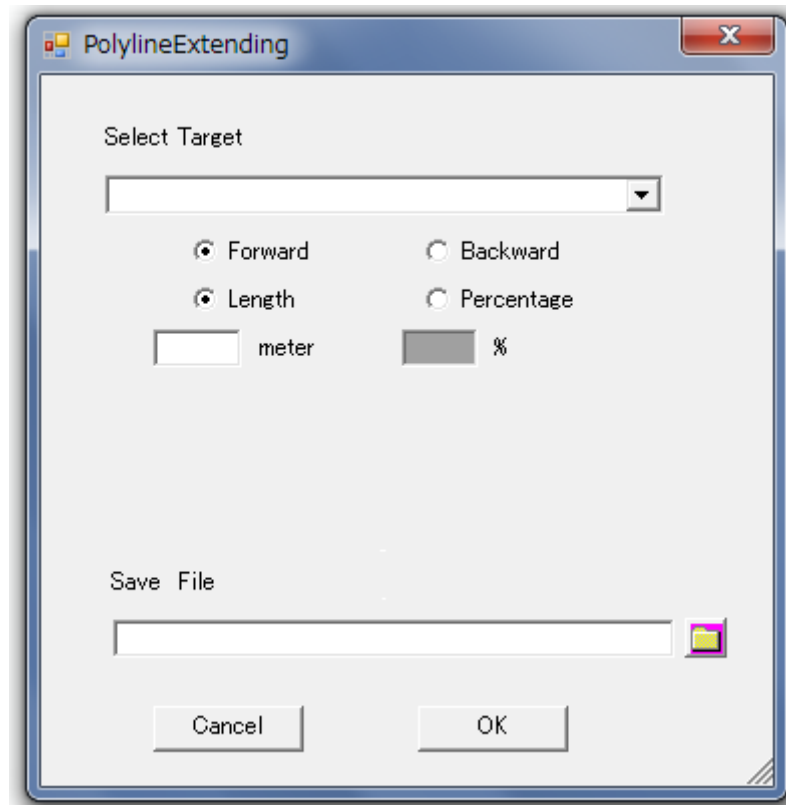 PolylineExtending
Select Target
Forward Backward
Length Percentage
meter %
Save File
Cancel OK